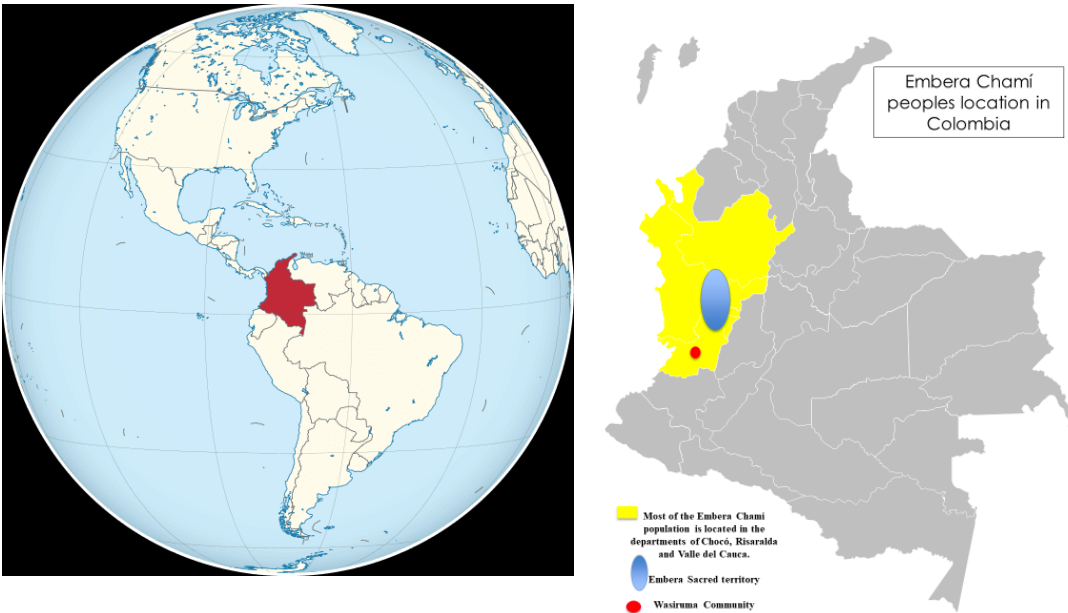 Embera Chamí
peoples location in
Colombia
Most of the Embera Chamí
population is located in the
departments of Chocó, Risaralda
and Valle del Cauca.
Embera Sacred territory
Wasiruma Community